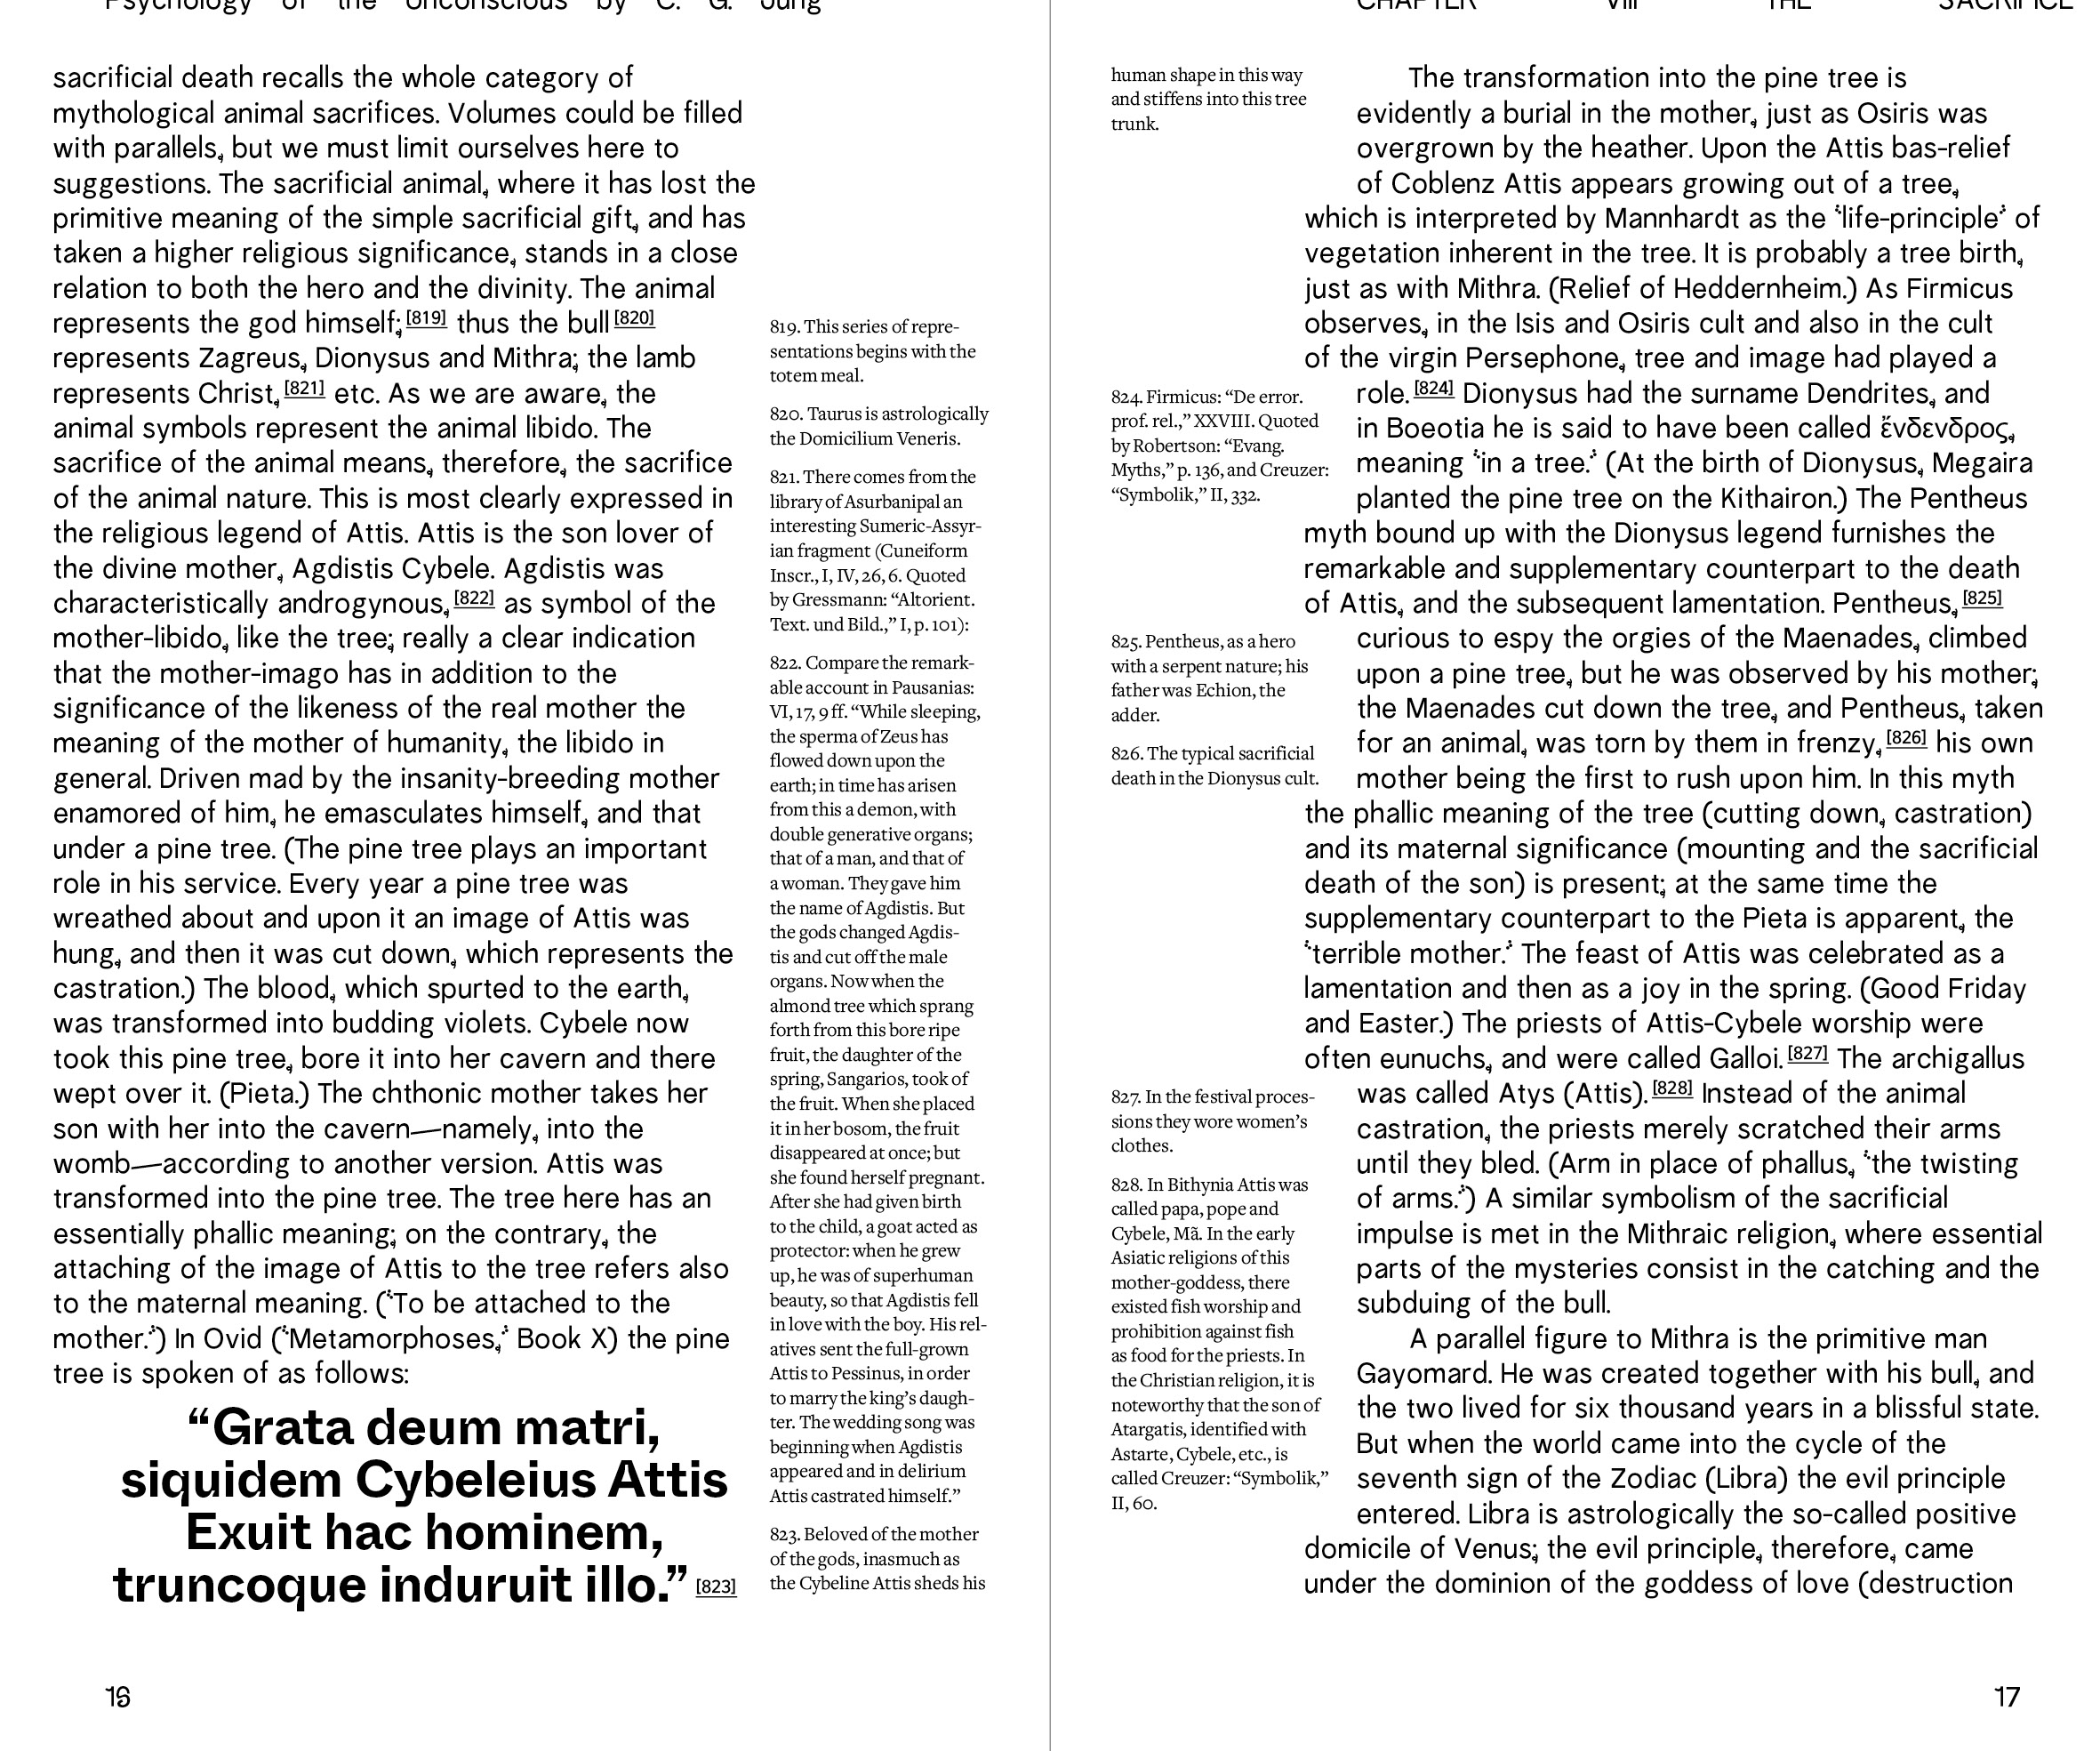 Psychology of the Unconscious by C. G. Jung
sacrificial death recalls the whole category of
mythological animal sacrifices. Volumes could be filled
with parallels, but we must limit ourselves here to
suggestions. The sacrificial animal, where it has lost the
primitive meaning of the simple sacrificial gift, and has
taken a higher religious significance, stands in a close
relation to both the hero and the divinity. The animal
represents the god himself; [819] thus the bull [820]
represents Zagreus, Dionysus and Mithra; the lamb
represents Christ, [821] etc. As we are aware, the
animal symbols represent the animal libido. The
sacrifice of the animal means, therefore, the sacrifice
of the animal nature. This is most clearly expressed in
the religious legend of Attis. Attis is the son lover of
the divine mother, Agdistis Cybele. Agdistis was
characteristically androgynous, [822] as symbol of the
mother-libido, like the tree; really a clear indication
that the mother-imago has in addition to the
significance of the likeness of the real mother the
meaning of the mother of humanity, the libido in
general. Driven mad by the insanity-breeding mother
enamored of him, he emasculates himself, and that
under a pine tree. (The pine tree plays an important
role in his service. Every year a pine tree was
wreathed about and upon it an image of Attis was
hung, and then it was cut down, which represents the
castration.) The blood, which spurted to the earth,
was transformed into budding violets. Cybele now
took this pine tree, bore it into her cavern and there
wept over it. (Pieta.) The chthonic mother takes her
son with her into the cavern—namely, into the
womb—according to another version. Attis was
transformed into the pine tree. The tree here has an
essentially phallic meaning; on the contrary, the
attaching of the image of Attis to the tree refers also
to the maternal meaning. (“To be attached to the
mother.”) In Ovid (“Metamorphoses,” Book X) the pine
tree is spoken of as follows:
“Grata deum matri,
siquidem Cybeleius Attis
Exuit hac hominem,
truncoque induruit illo.” [823]
819. This series of repre-
sentations begins with the
totem meal.
820. Taurus is astrologically
the Domicilium Veneris.
821. There comes from the
library of Asurbanipal an
interesting Sumeric-Assyr-
ian fragment (Cuneiform
Inscr., I, IV, 26, 6. Quoted
by Gressmann: “Altorient.
Text. und Bild.,” I, p. 101):
822. Compare the remark-
able account in Pausanias:
VI, 17, 9 ff. “While sleeping,
the sperma of Zeus has
flowed down upon the
earth; in time has arisen
from this a demon, with
double generative organs;
that of a man, and that of
a woman. They gave him
the name of Agdistis. But
the gods changed Agdis-
tis and cut off the male
organs. Now when the
almond tree which sprang
forth from this bore ripe
fruit, the daughter of the
spring, Sangarios, took of
the fruit. When she placed
it in her bosom, the fruit
disappeared at once; but
she found herself pregnant.
After she had given birth
to the child, a goat acted as
protector: when he grew
up, he was of superhuman
beauty, so that Agdistis fell
in love with the boy. His rel-
atives sent the full-grown
Attis to Pessinus, in order
to marry the king’s daugh-
ter. The wedding song was
beginning when Agdistis
appeared and in delirium
Attis castrated himself.”
823. Beloved of the mother
of the gods, inasmuch as
the Cybeline Attis sheds his
16
CHAPTER VIII THE SACRIFICE
human shape in this way
and stiffens into this tree
trunk.
824. Firmicus: “De error.
prof. rel.,” XXVIII. Quoted
by Robertson: “Evang.
Myths,” p. 136, and Creuzer:
“Symbolik,” II, 332.
825. Pentheus, as a hero
with a serpent nature; his
father was Echion, the
adder.
826. The typical sacrificial
death in the Dionysus cult.
827. In the festival proces-
sions they wore women’s
clothes.
828. In Bithynia Attis was
called papa, pope and
Cybele, Mã. In the early
Asiatic religions of this
mother-goddess, there
existed fish worship and
prohibition against fish
as food for the priests. In
the Christian religion, it is
noteworthy that the son of
Atargatis, identified with
Astarte, Cybele, etc., is
called Creuzer: “Symbolik,”
II, 60.
The transformation into the pine tree is
evidently a burial in the mother, just as Osiris was
overgrown by the heather. Upon the Attis bas-relief
of Coblenz Attis appears growing out of a tree,
which is interpreted by Mannhardt as the “life-principle” of
vegetation inherent in the tree. It is probably a tree birth,
just as with Mithra. (Relief of Heddernheim.) As Firmicus
observes, in the Isis and Osiris cult and also in the cult
of the virgin Persephone, tree and image had played a
role. [824] Dionysus had the surname Dendrites, and
in Boeotia he is said to have been called ἔνδενδρος,
meaning “in a tree.” (At the birth of Dionysus, Megaira
planted the pine tree on the Kithairon.) The Pentheus
myth bound up with the Dionysus legend furnishes the
remarkable and supplementary counterpart to the death
of Attis, and the subsequent lamentation. Pentheus, [825]
curious to espy the orgies of the Maenades, climbed
upon a pine tree, but he was observed by his mother;
the Maenades cut down the tree, and Pentheus, taken
for an animal, was torn by them in frenzy, [826] his own
mother being the first to rush upon him. In this myth
the phallic meaning of the tree (cutting down, castration)
and its maternal significance (mounting and the sacrificial
death of the son) is present; at the same time the
supplementary counterpart to the Pieta is apparent, the
“terrible mother.” The feast of Attis was celebrated as a
lamentation and then as a joy in the spring. (Good Friday
and Easter.) The priests of Attis-Cybele worship were
often eunuchs, and were called Galloi. [827] The archigallus
was called Atys (Attis). [828] Instead of the animal
castration, the priests merely scratched their arms
until they bled. (Arm in place of phallus, “the twisting
of arms.”) A similar symbolism of the sacrificial
impulse is met in the Mithraic religion, where essential
parts of the mysteries consist in the catching and the
subduing of the bull.
A parallel figure to Mithra is the primitive man
Gayomard. He was created together with his bull, and
the two lived for six thousand years in a blissful state.
But when the world came into the cycle of the
seventh sign of the Zodiac (Libra) the evil principle
entered. Libra is astrologically the so-called positive
domicile of Venus; the evil principle, therefore, came
under the dominion of the goddess of love (destruction
17